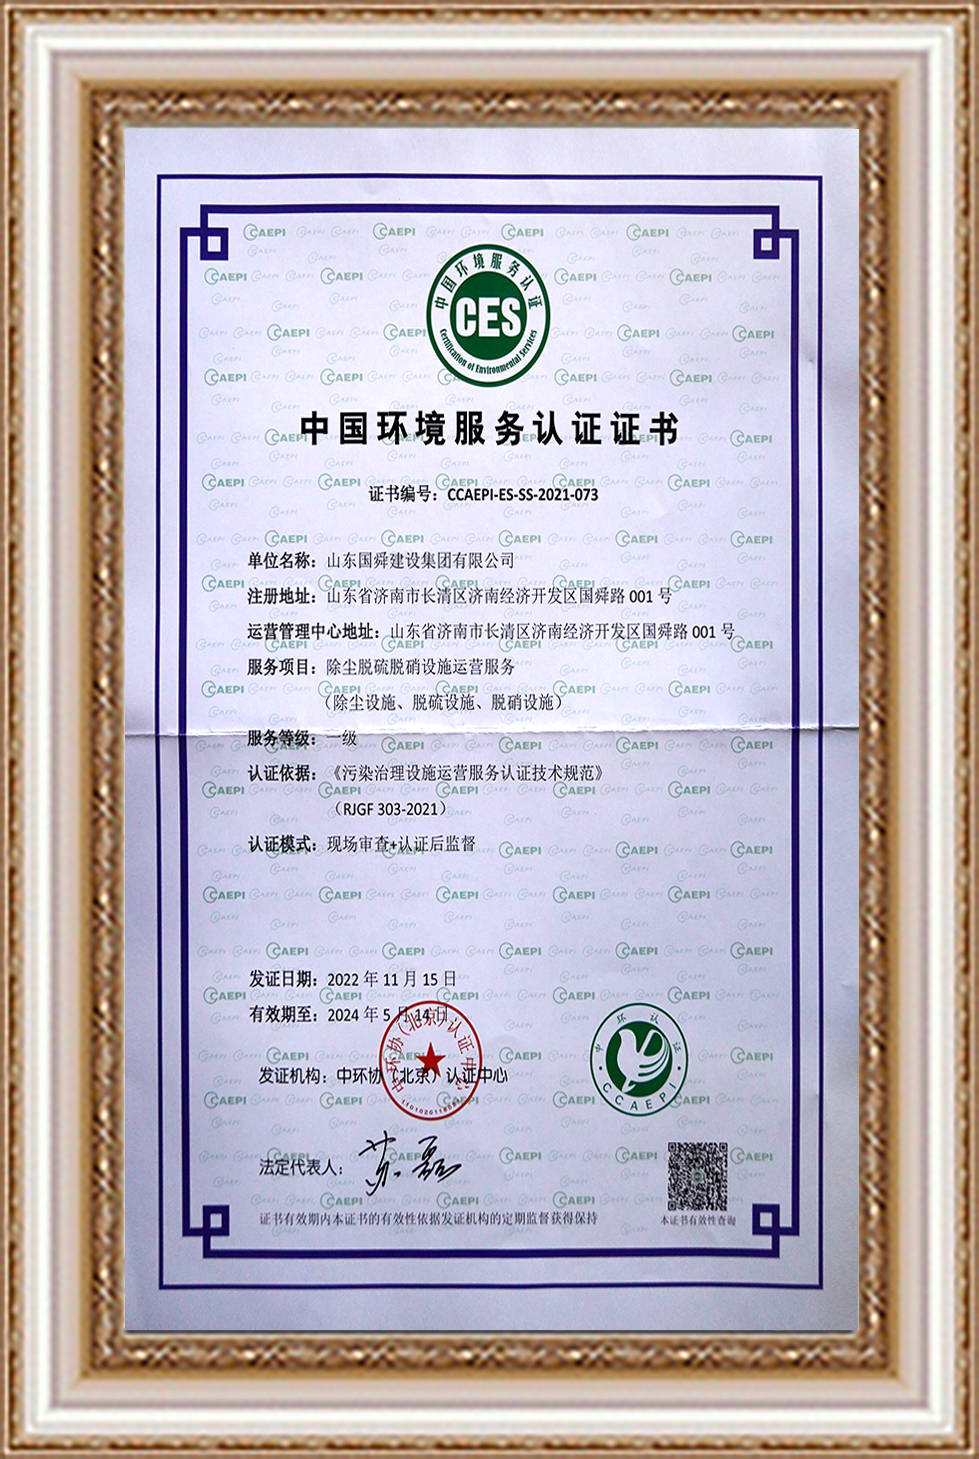 中国环境服务认证
CES
Certification of Environmental Services
中国环境服务认证证书
证书编号：CCAEPI-ES-SS-2021-073
单位名称：山东国舜建设集团有限公司
注册地址：山东省济南市长清区济南经济开发区国舜路 001 号
运营管理中心地址：山东省济南市长清区济南经济开发区国舜路 001 号
服务项目：除尘脱硫脱硝设施运营服务
（除尘设施、脱硫设施、脱硝设施）
服务等级：一级
认证依据：《污染治理设施运营服务认证技术规范》
（RJGF 303-2021）
认证模式：现场审查+认证后监督
发证日期：2022 年 11 月 15 日
有效期至：2024 年 5 月 14 日
发证机构：中环协（北京）认证中心
中环协（北京）认证中心
中环认证
CCAEPI
法定代表人：苏磊
证书有效期内本证书的有效性依据发证机构的定期监督获得保持
本证书有效性查询